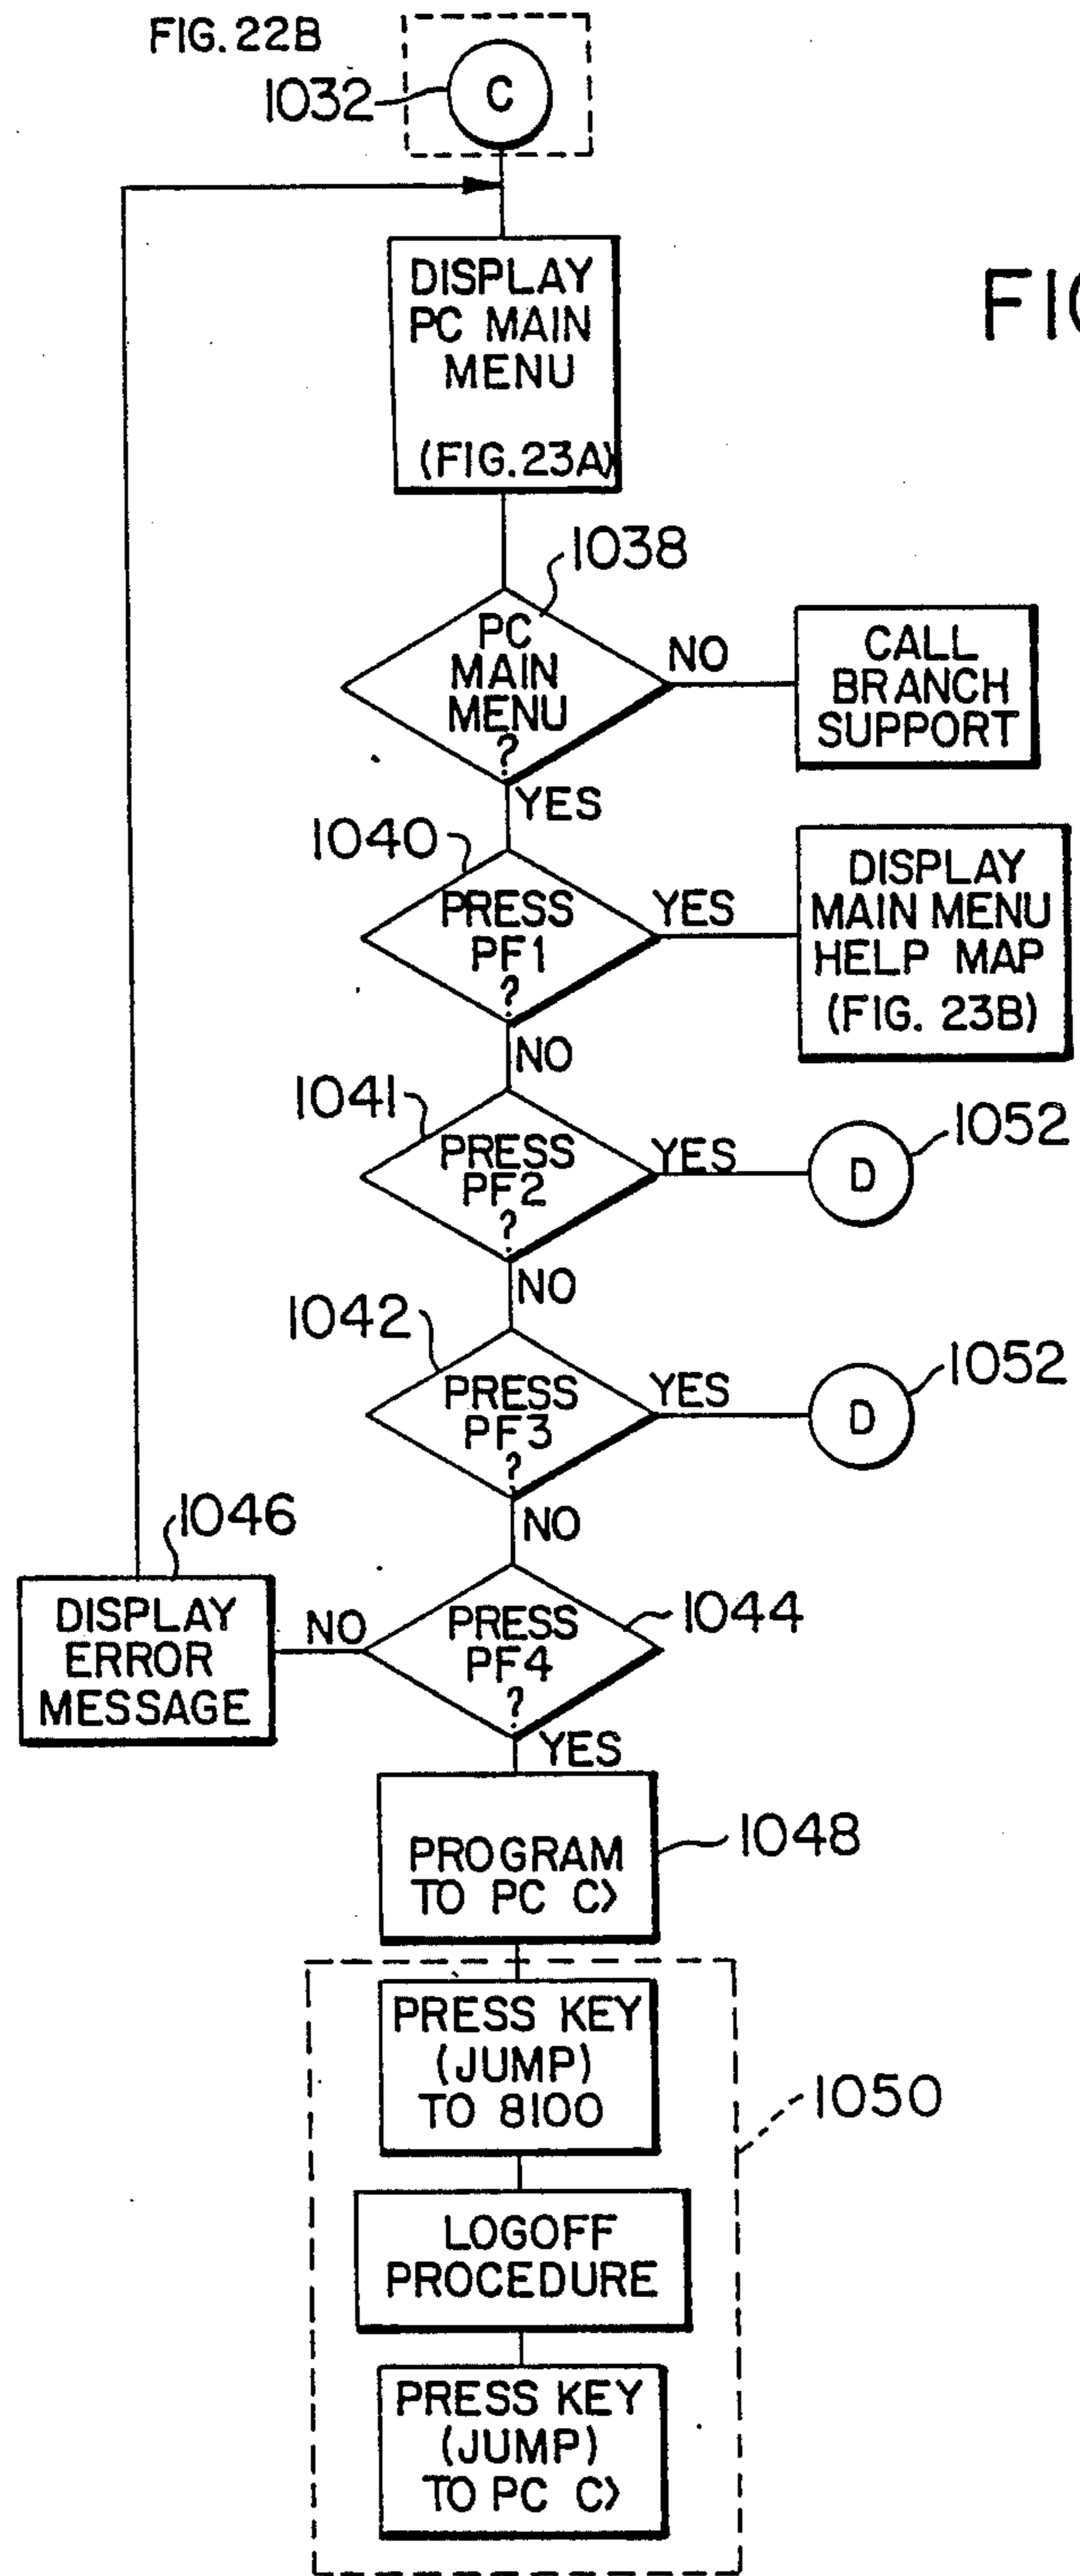 FIG. 22B
1032
C
DISPLAY
PC MAIN
MENU
(FIG. 23A)
FIG
1038
PC
MAIN
MENU
?
NO
CALL
BRANCH
SUPPORT
YES
1040
PRESS
PF1
?
YES
DISPLAY
MAIN MENU
HELP MAP
(FIG. 23B)
NO
1041
PRESS
PF2
?
YES
D
1052
NO
1042
PRESS
PF3
?
YES
D
1052
NO
1046
DISPLAY
ERROR
MESSAGE
NO
PRESS
PF4
?
1044
YES
PROGRAM
TO PC C>
1048
PRESS KEY
(JUMP)
TO 8100
1050
LOGOFF
PROCEDURE
PRESS KEY
(JUMP)
TO PC C>